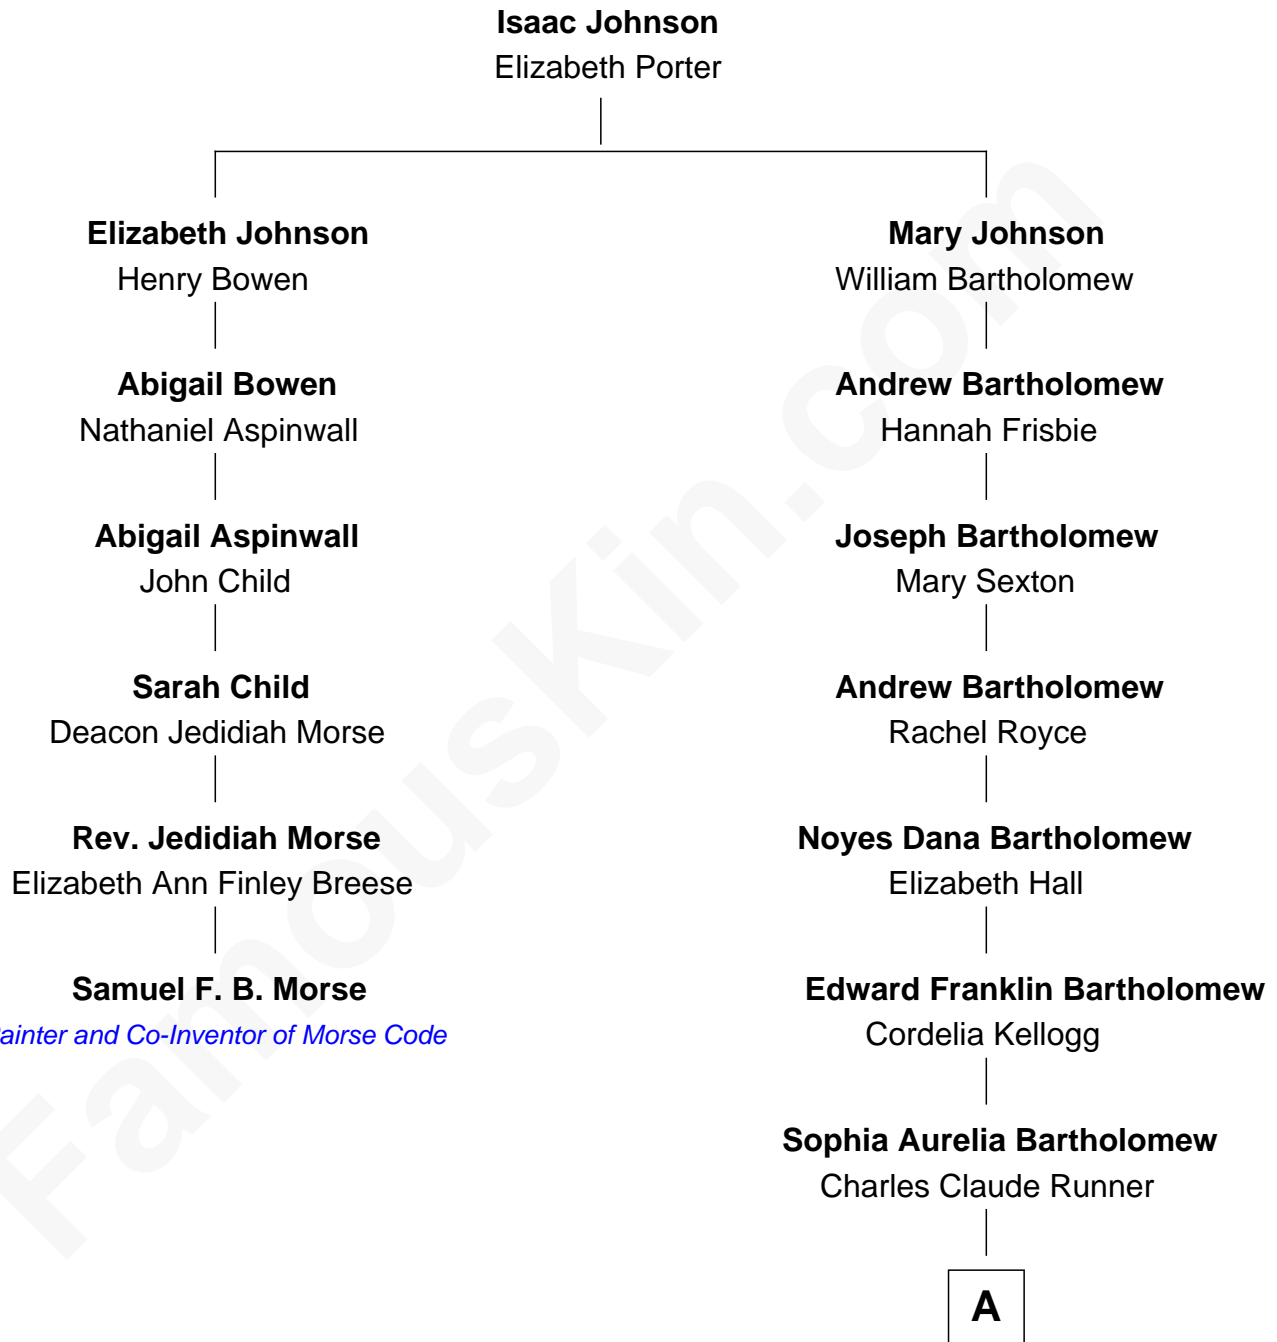 Isaac Johnson
Elizabeth Porter
Elizabeth Johnson
Henry Bowen
Mary Johnson
William Bartholomew
Abigail Bowen
Nathaniel Aspinwall
Andrew Bartholomew
Hannah Frisbie
Abigail Aspinwall
John Child
Joseph Bartholomew
Mary Sexton
Sarah Child
Deacon Jedidiah Morse
Andrew Bartholomew
Rachel Royce
Rev. Jedidiah Morse
Elizabeth Ann Finley Breese
Noyes Dana Bartholomew
Elizabeth Hall
Samuel F. B. Morse
ainter and Co-Inventor of Morse Code
Edward Franklin Bartholomew
Cordelia Kellogg
Sophia Aurelia Bartholomew
Charles Claude Runner
A
FamousKin.com